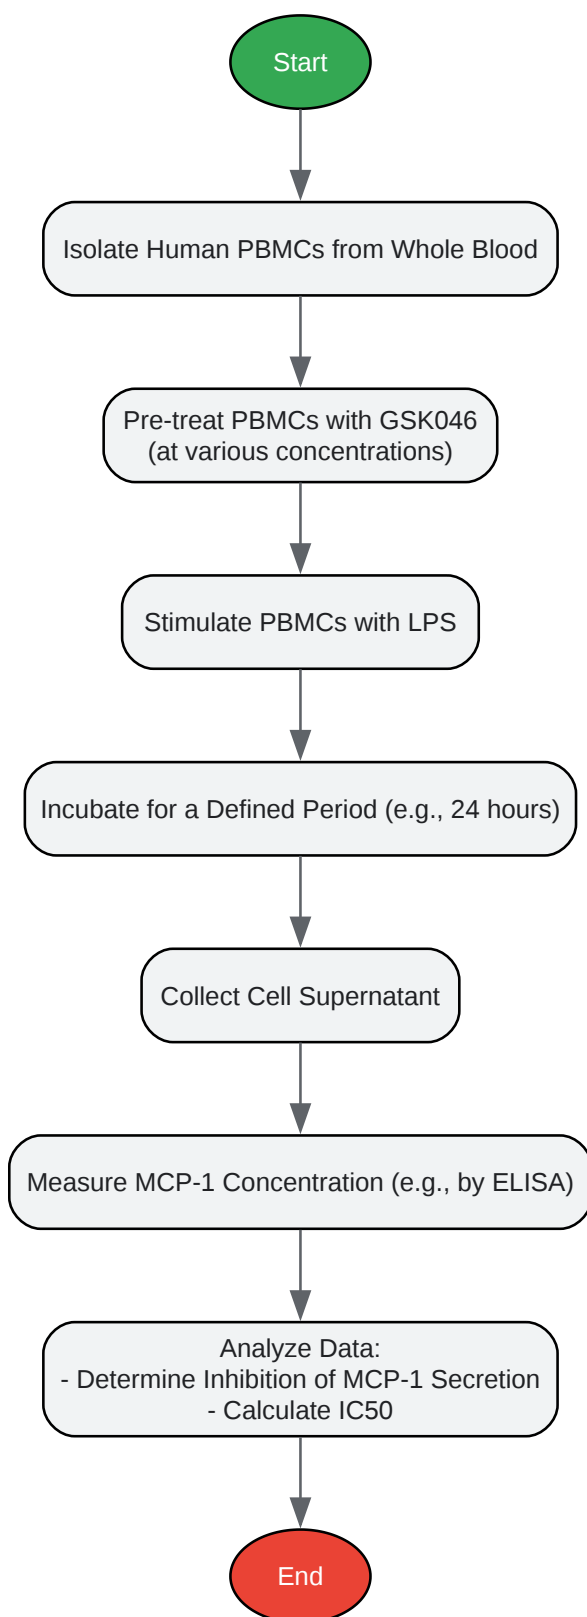 Start
Isolate Human PBMCs from Whole Blood
Pre-treat PBMCs with GSK046
(at various concentrations)
Stimulate PBMCs with LPS
Incubate for a Defined Period (e.g., 24 hours)
Collect Cell Supernatant
Measure MCP-1 Concentration (e.g., by ELISA)
Analyze Data:
- Determine Inhibition of MCP-1 Secretion
- Calculate IC50
End